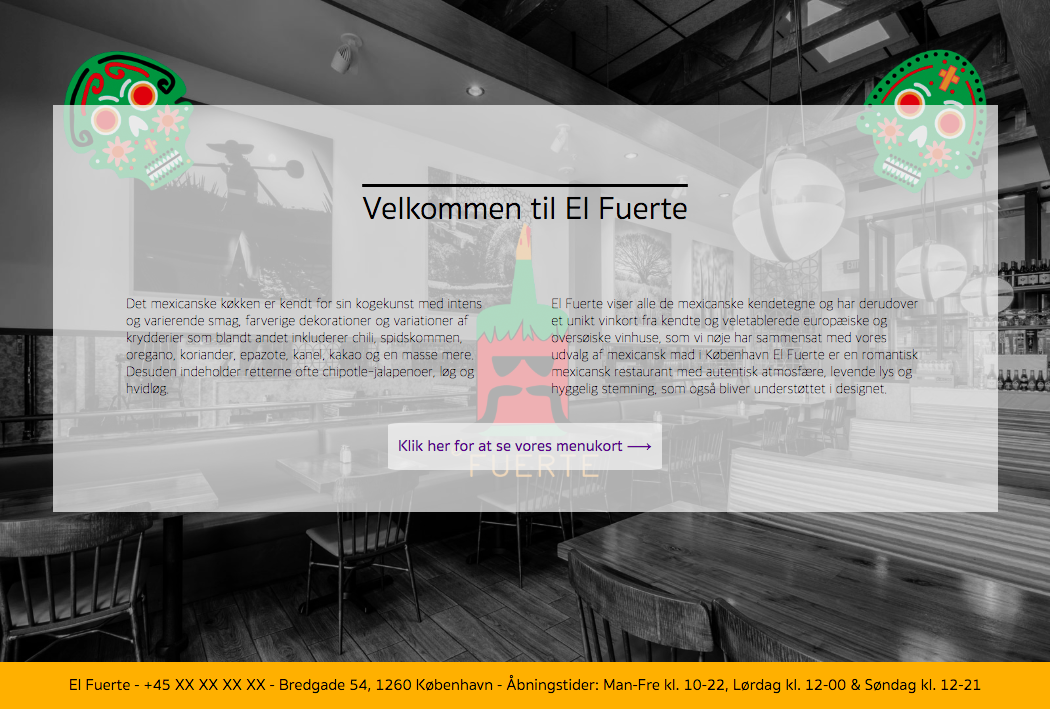 Velkommen til El Fuerte
Det mexicanske køkken er kendt for sin kogekunst med intens
og varierende smag, farverige dekorationer og variationer af
krydderier som blandt andet inkluderer chili, spidskommen,
oregano, koriander, epazote, kanel, kakao og en masse mere.
Desuden indeholder retterne ofte chipotle-jalapenoer, løg og
hvidløg.
El Fuerte viser alle de mexicanske kendetegne og har derudover
et unikt vinkort fra kendte og veletablerede europæiske og
oversøiske vinhuse, som vi nøje har sammensat med vores
udvalg af mexicansk mad i København El Fuerte er en romantisk
mexicansk restaurant med autentisk atmosfære, levende lys og
hyggelig stemning, som også bliver understøttet i designet.
Klik her for at se vores menukort ⟶
FUERTE
El Fuerte - +45 XX XX XX XX - Bredgade 54, 1260 København - Åbningstider: Man-Fre kl. 10-22, Lørdag kl. 12-00 & Søndag kl. 12-21